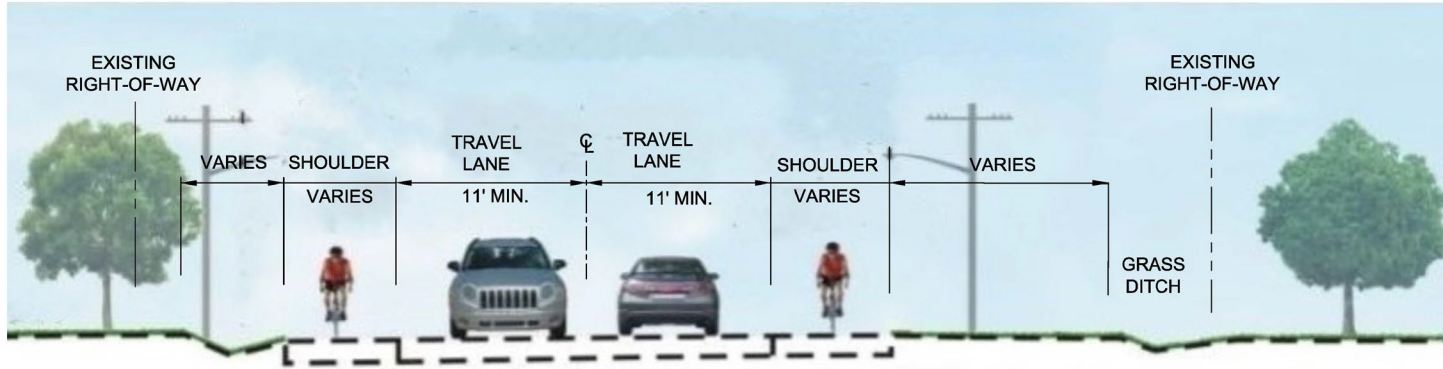 EXISTING
RIGHT-OF-WAY
EXISTING
RIGHT-OF-WAY
VARIES
SHOULDER
VARIES
TRAVEL
LANE
11' MIN.
℄
TRAVEL
LANE
11' MIN.
SHOULDER
VARIES
VARIES
GRASS
DITCH